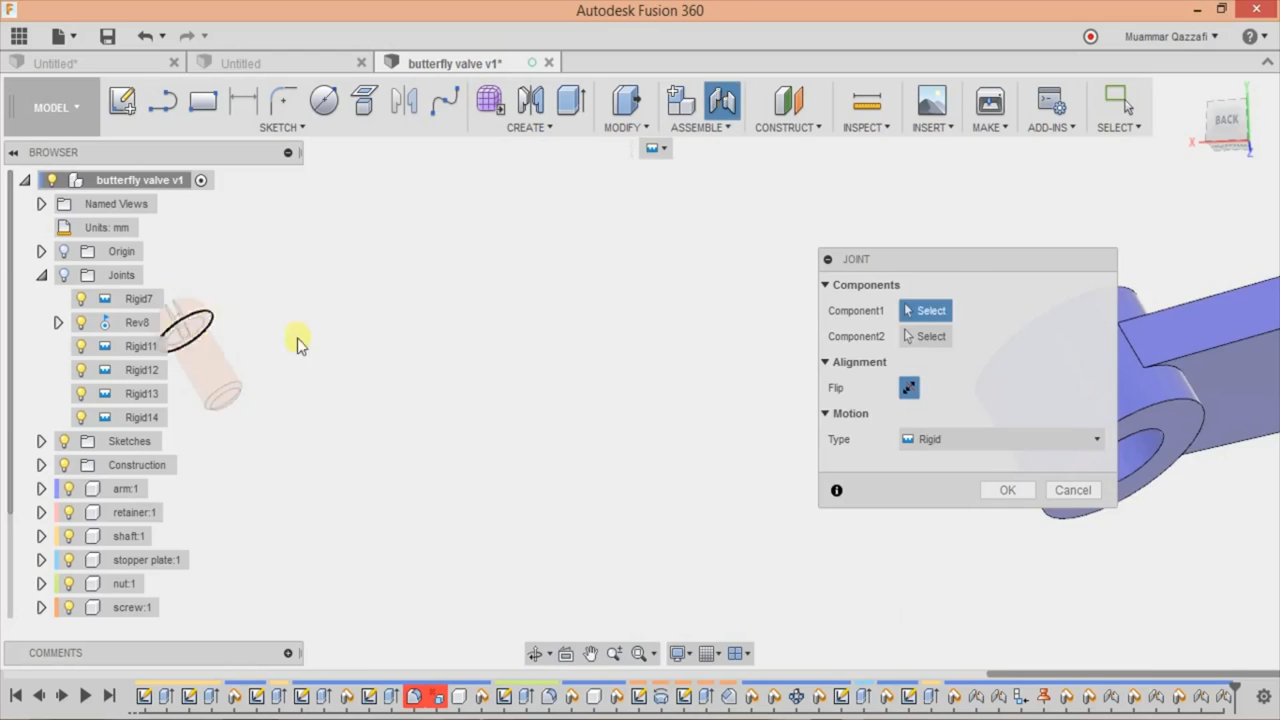 Autodesk Fusion 360
Muammar Qazzafi
Untitled*
Untitled
butterfly valve v1*
MODEL
SKETCH
CREATE
MODIFY
ASSEMBLE
CONSTRUCT
INSPECT
INSERT
MAKE
ADD-INS
SELECT
BACK
X
Y
Z
BROWSER
butterfly valve v1
Named Views
Units: mm
Origin
Joints
Rigid7
Rev8
Rigid11
Rigid12
Rigid13
Rigid14
Sketches
Construction
arm:1
retainer:1
shaft:1
stopper plate:1
nut:1
screw:1
JOINT
Components
Component1 Select
Component2 Select
Alignment
Flip
Motion
Type Rigid
OK Cancel
COMMENTS